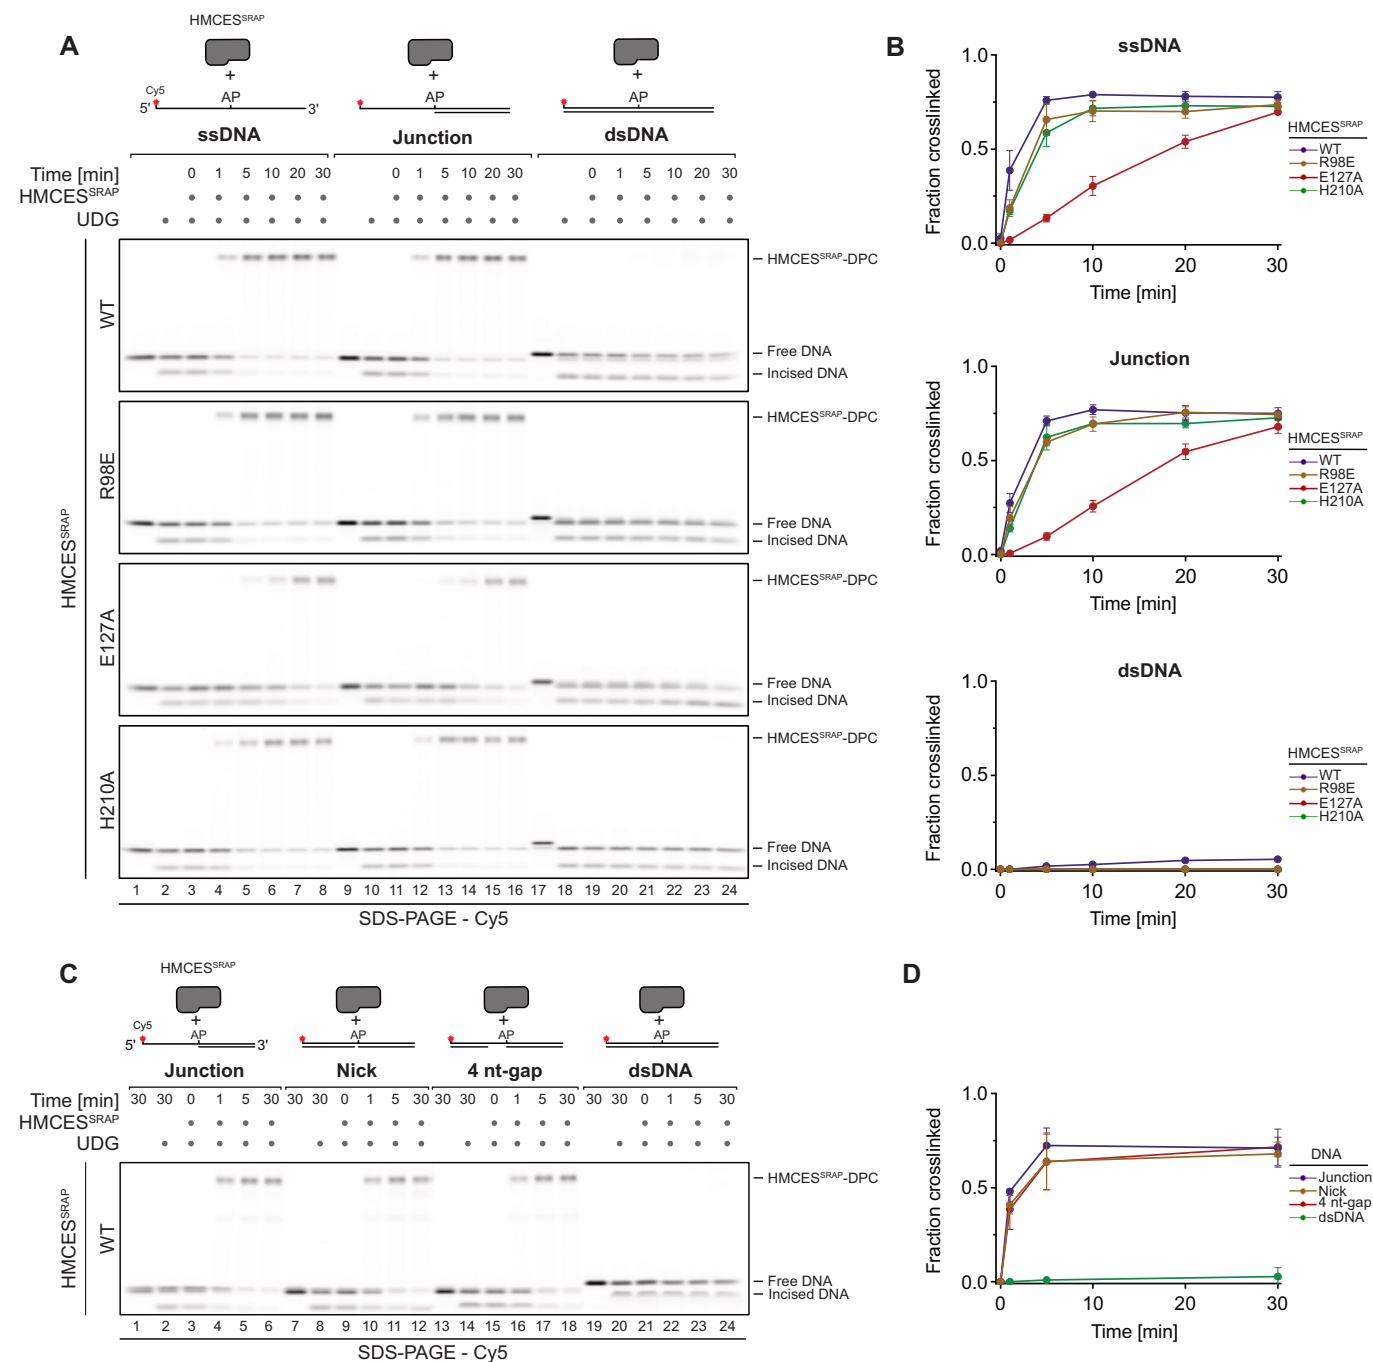 A
HMCES^SRAP
+ + +
Cy5
5' AP 3' AP AP
ssDNA Junction dsDNA
Time [min] 0 1 5 10 20 30 0 1 5 10 20 30 0 1 5 10 20 30
HMCES^SRAP
UDG
HMCES^SRAP
WT
HMCES^SRAP-DPC
Free DNA
Incised DNA
R98E
HMCES^SRAP-DPC
Free DNA
Incised DNA
E127A
HMCES^SRAP-DPC
Free DNA
Incised DNA
H210A
HMCES^SRAP-DPC
Free DNA
Incised DNA
1 2 3 4 5 6 7 8 9 10 11 12 13 14 15 16 17 18 19 20 21 22 23 24
SDS-PAGE - Cy5
B
ssDNA
Fraction crosslinked
1.0
0.5
0.0
0 10 20 30
Time [min]
HMCES^SRAP
WT
R98E
E127A
H210A
Junction
Fraction crosslinked
1.0
0.5
0.0
0 10 20 30
Time [min]
HMCES^SRAP
WT
R98E
E127A
H210A
dsDNA
Fraction crosslinked
1.0
0.5
0.0
0 10 20 30
Time [min]
HMCES^SRAP
WT
R98E
E127A
H210A
C
HMCES^SRAP
+ + + +
Cy5
5' AP 3' AP AP AP
Junction Nick 4 nt-gap dsDNA
Time [min] 30 30 0 1 5 30 30 30 0 1 5 30 30 30 0 1 5 30 30 30 0 1 5 30
HMCES^SRAP
UDG
HMCES^SRAP
WT
HMCES^SRAP-DPC
Free DNA
Incised DNA
1 2 3 4 5 6 7 8 9 10 11 12 13 14 15 16 17 18 19 20 21 22 23 24
SDS-PAGE - Cy5
D
Fraction crosslinked
1.0
0.5
0.0
0 10 20 30
Time [min]
DNA
Junction
Nick
4 nt-gap
dsDNA